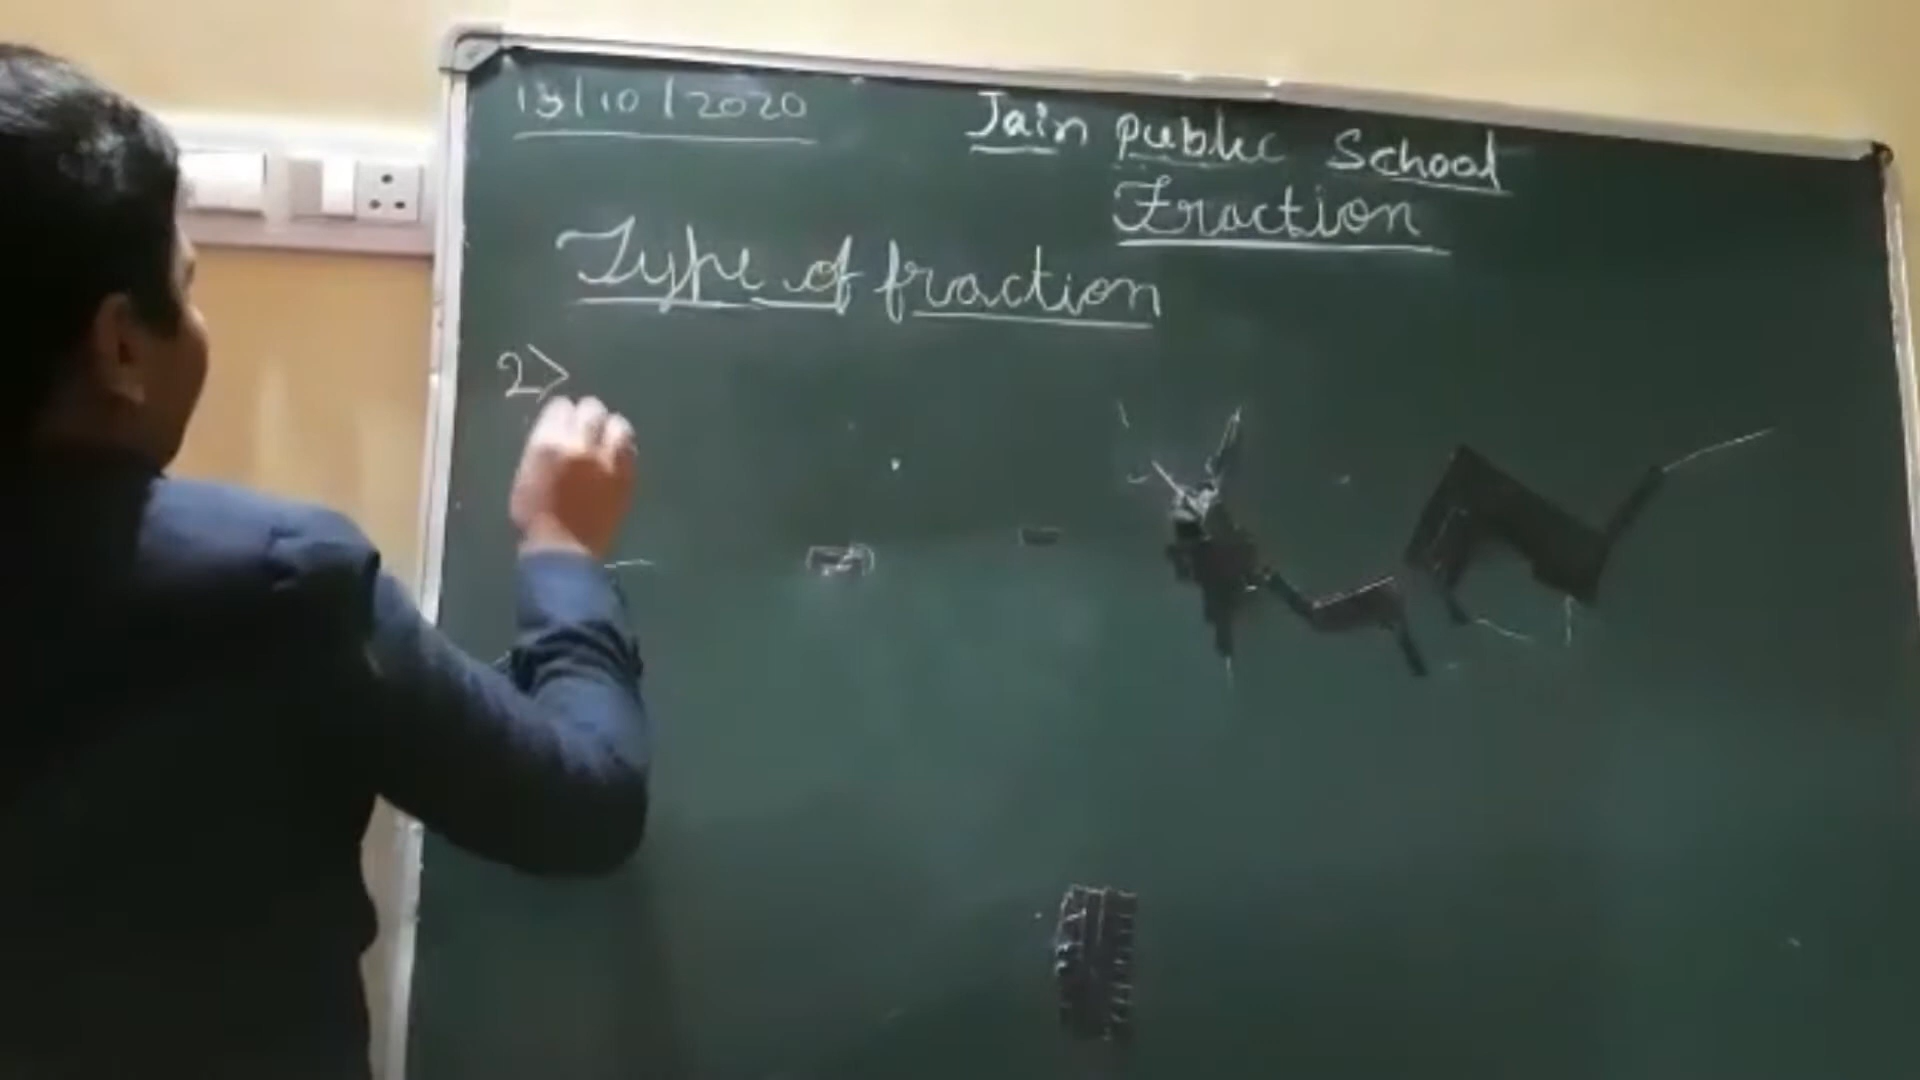 13/10/2020
Jain Public School
Fraction
Type of fraction
2>